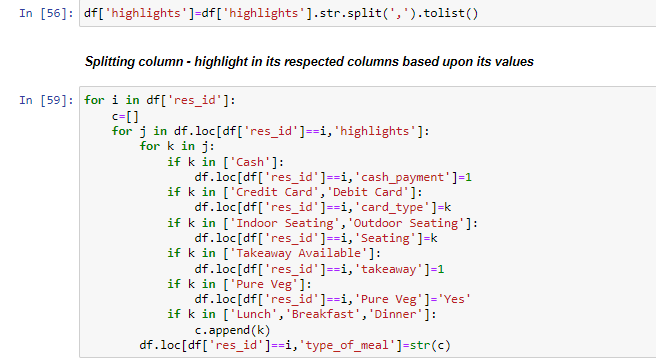 In [56]: df['highlights']=df['highlights'].str.split(',').tolist()
Splitting column - highlight in its respected columns based upon its values
In [59]: for i in df['res_id']:
    c=[]
    for j in df.loc[df['res_id']==i,'highlights']:
        for k in j:
            if k in ['Cash']:
                df.loc[df['res_id']==i,'cash_payment']=1
            if k in ['Credit Card','Debit Card']:
                df.loc[df['res_id']==i,'card_type']=k
            if k in ['Indoor Seating','Outdoor Seating']:
                df.loc[df['res_id']==i,'Seating']=k
            if k in ['Takeaway Available']:
                df.loc[df['res_id']==i,'takeaway']=1
            if k in ['Pure Veg']:
                df.loc[df['res_id']==i,'Pure Veg']='Yes'
            if k in ['Lunch','Breakfast','Dinner']:
                c.append(k)
        df.loc[df['res_id']==i,'type_of_meal']=str(c)